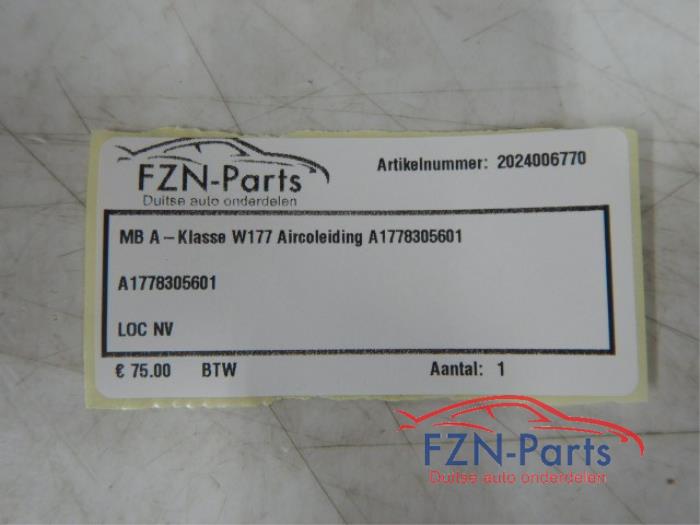 FZN-Parts
Duitse auto onderdelen
Artikelnummer: 2024006770
MB A - Klasse W177 Aircoleiding A1778305601
A1778305601
LOC NV
€ 75.00 BTW Aantal: 1
FZN-Parts
Duitse auto onderdelen